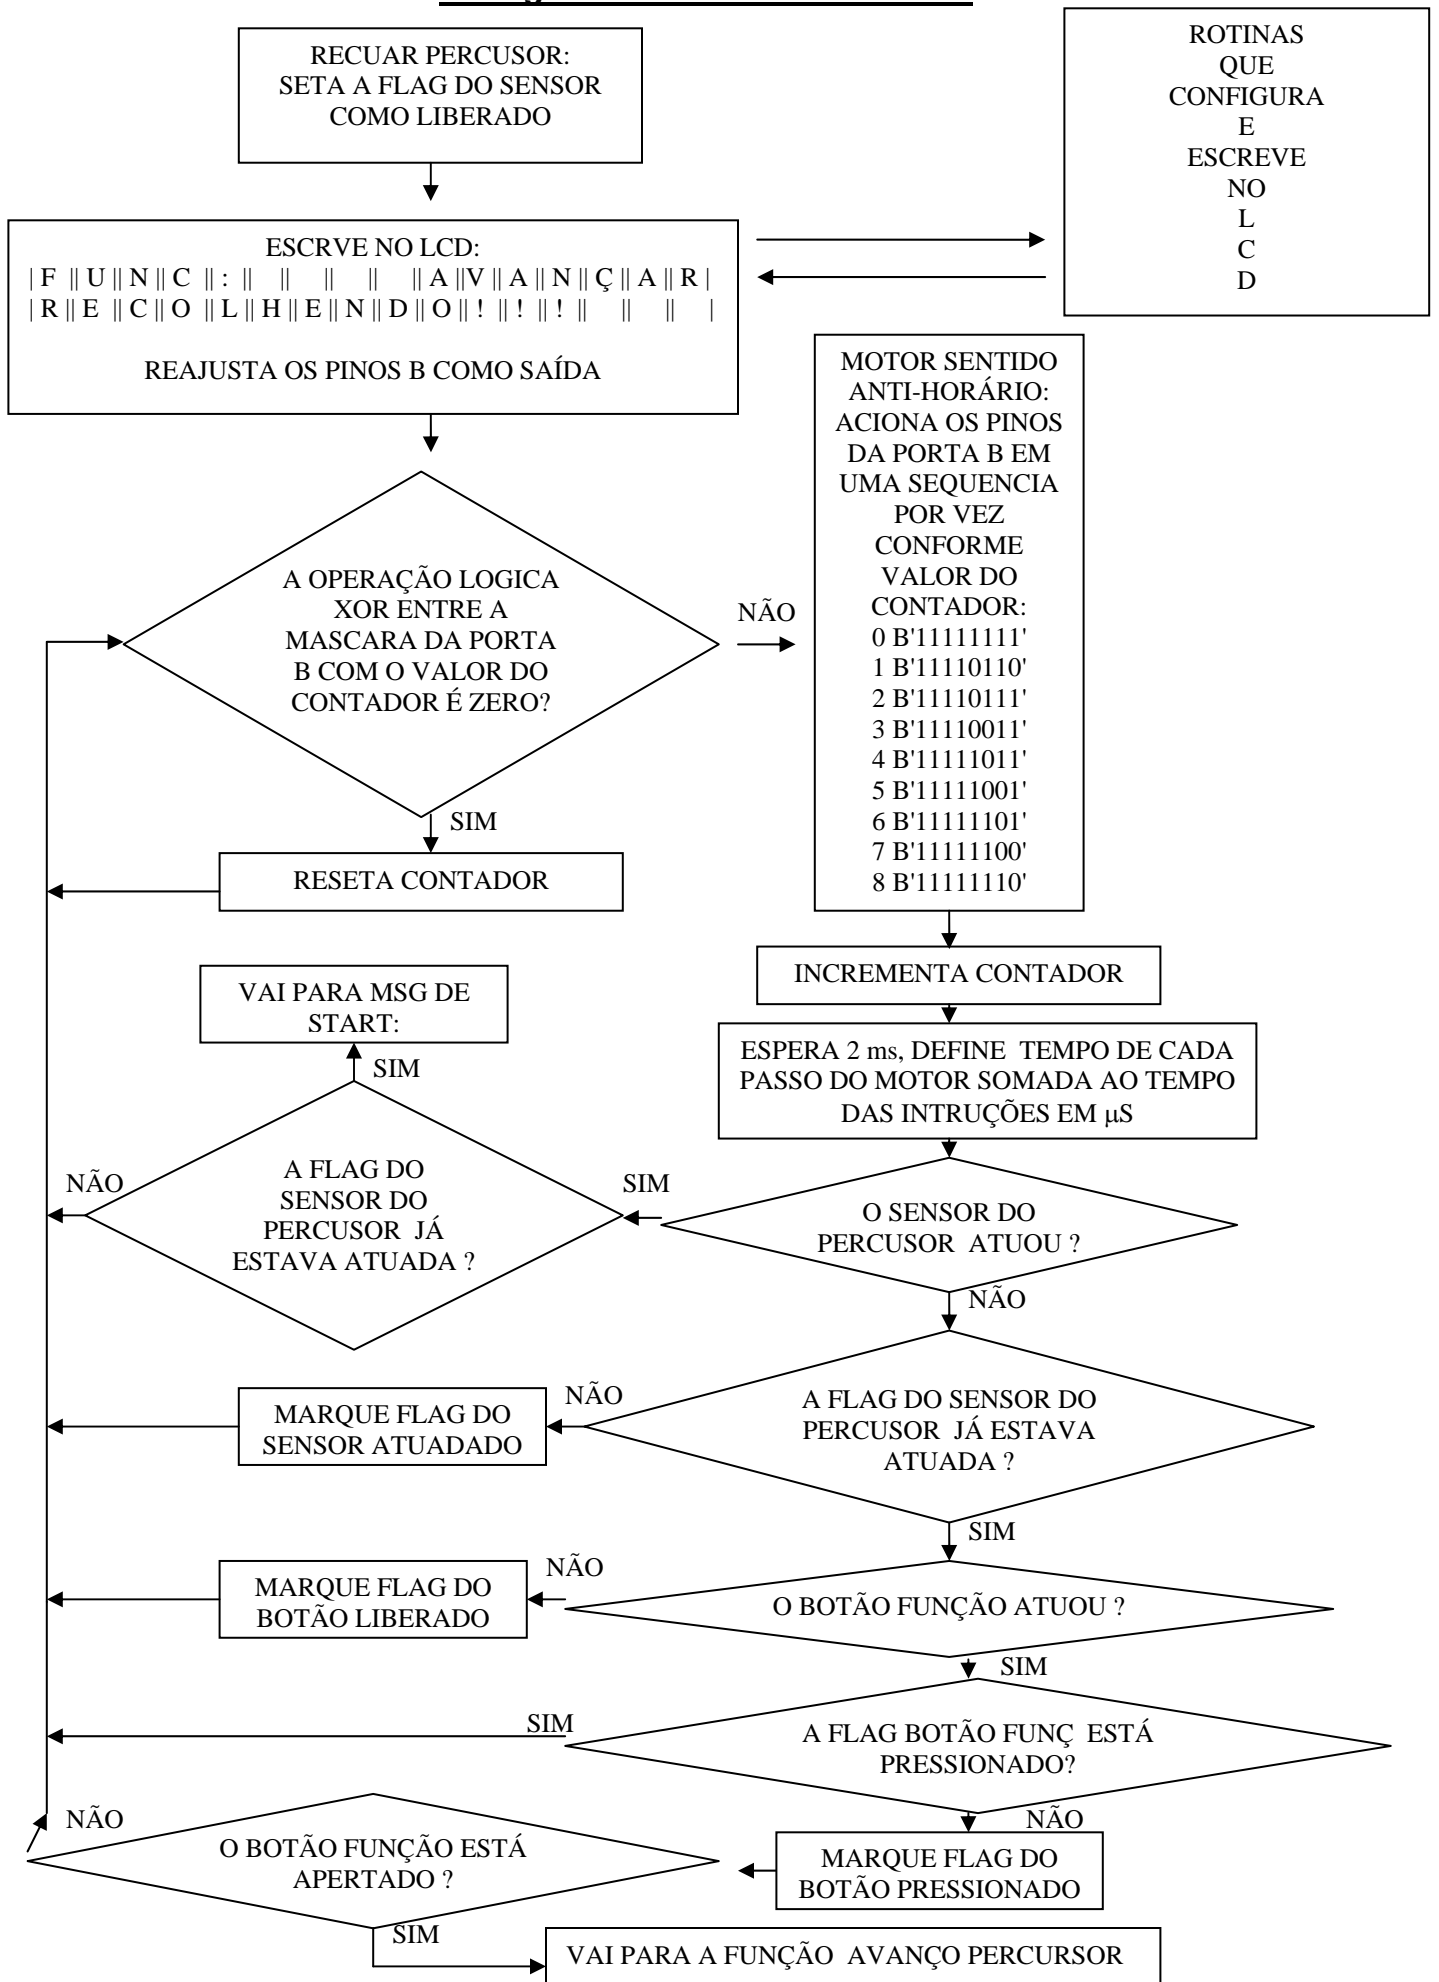 RECUAR PERCUSOR:
SETA A FLAG DO SENSOR
COMO LIBERADO
ROTINAS
QUE
CONFIGURA
E
ESCREVE
NO
L
C
D
ESCRVE NO LCD:
| F || U || N || C || : || || || || || A || V || A || N || Ç || A || R |
| R || E || C || O || L || H || E || N || D || O || ! || ! || ! || || || |
REAJUSTA OS PINOS B COMO SAÍDA
MOTOR SENTIDO
ANTI-HORÁRIO:
ACIONA OS PINOS
DA PORTA B EM
UMA SEQUENCIA
POR VEZ
CONFORME
VALOR DO
CONTADOR:
0 B'11111111'
1 B'11110110'
2 B'11110111'
3 B'11110011'
4 B'11111011'
5 B'11111001'
6 B'11111101'
7 B'11111100'
8 B'11111110'
A OPERAÇÃO LOGICA
XOR ENTRE A
MASCARA DA PORTA
B COM O VALOR DO
CONTADOR É ZERO?
NÃO
SIM
RESETA CONTADOR
INCREMENTA CONTADOR
VAI PARA MSG DE
START:
SIM
ESPERA 2 ms, DEFINE TEMPO DE CADA
PASSO DO MOTOR SOMADA AO TEMPO
DAS INTRUÇÕES EM µS
NÃO
A FLAG DO
SENSOR DO
PERCUSOR JÁ
ESTAVA ATUADA ?
SIM
O SENSOR DO
PERCUSOR ATUOU ?
NÃO
MARQUE FLAG DO
SENSOR ATUADADO
NÃO
A FLAG DO SENSOR DO
PERCUSOR JÁ ESTAVA
ATUADA ?
SIM
MARQUE FLAG DO
BOTÃO LIBERADO
NÃO
O BOTÃO FUNÇÃO ATUOU ?
SIM
SIM
A FLAG BOTÃO FUNÇ ESTÁ
PRESSIONADO?
NÃO
NÃO
O BOTÃO FUNÇÃO ESTÁ
APERTADO ?
MARQUE FLAG DO
BOTÃO PRESSIONADO
SIM
VAI PARA A FUNÇÃO AVANÇO PERCURSOR